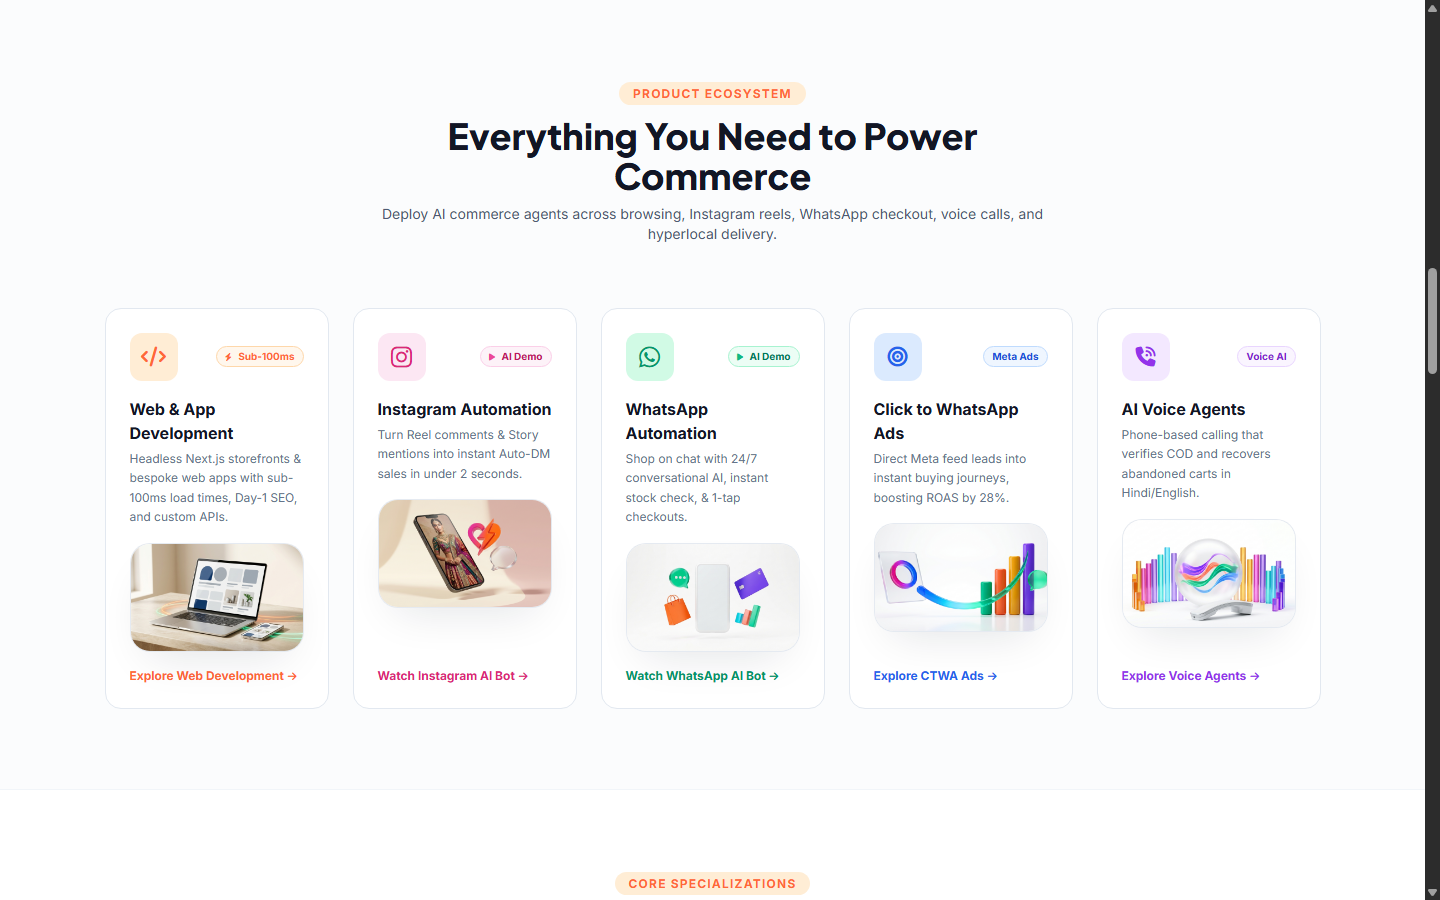 PRODUCT ECOSYSTEM
Everything You Need to Power
Commerce
Deploy AI commerce agents across browsing, Instagram reels, WhatsApp checkout, voice calls, and
hyperlocal delivery.
Sub-100ms
Web & App
Development
Headless Next.js storefronts &
bespoke web apps with sub-
100ms load times, Day-1 SEO,
and custom APIs.
Explore Web Development →
AI Demo
Instagram Automation
Turn Reel comments & Story
mentions into instant Auto-DM
sales in under 2 seconds.
Watch Instagram AI Bot →
AI Demo
WhatsApp
Automation
Shop on chat with 24/7
conversational AI, instant
stock check, & 1-tap
checkouts.
Watch WhatsApp AI Bot →
Meta Ads
Click to WhatsApp
Ads
Direct Meta feed leads into
instant buying journeys,
boosting ROAS by 28%.
Explore CTWA Ads →
Voice AI
AI Voice Agents
Phone-based calling that
verifies COD and recovers
abandoned carts in
Hindi/English.
Explore Voice Agents →
CORE SPECIALIZATIONS